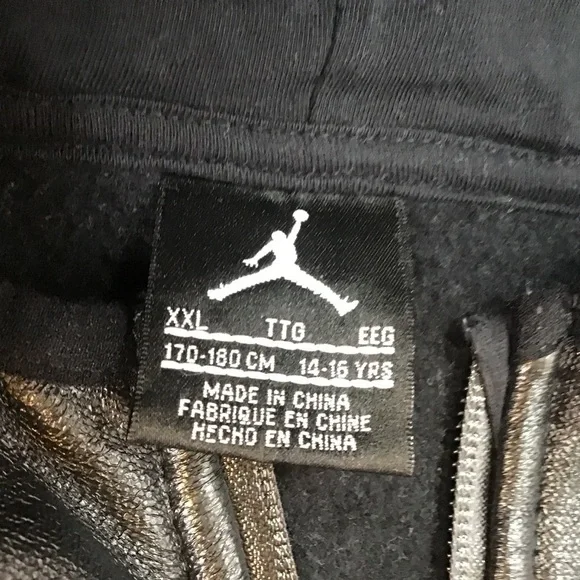 XXL TTG EEG
170-180 CM 14-16 YRS
MADE IN CHINA
FABRIQUE EN CHINE
HECHO EN CHINA